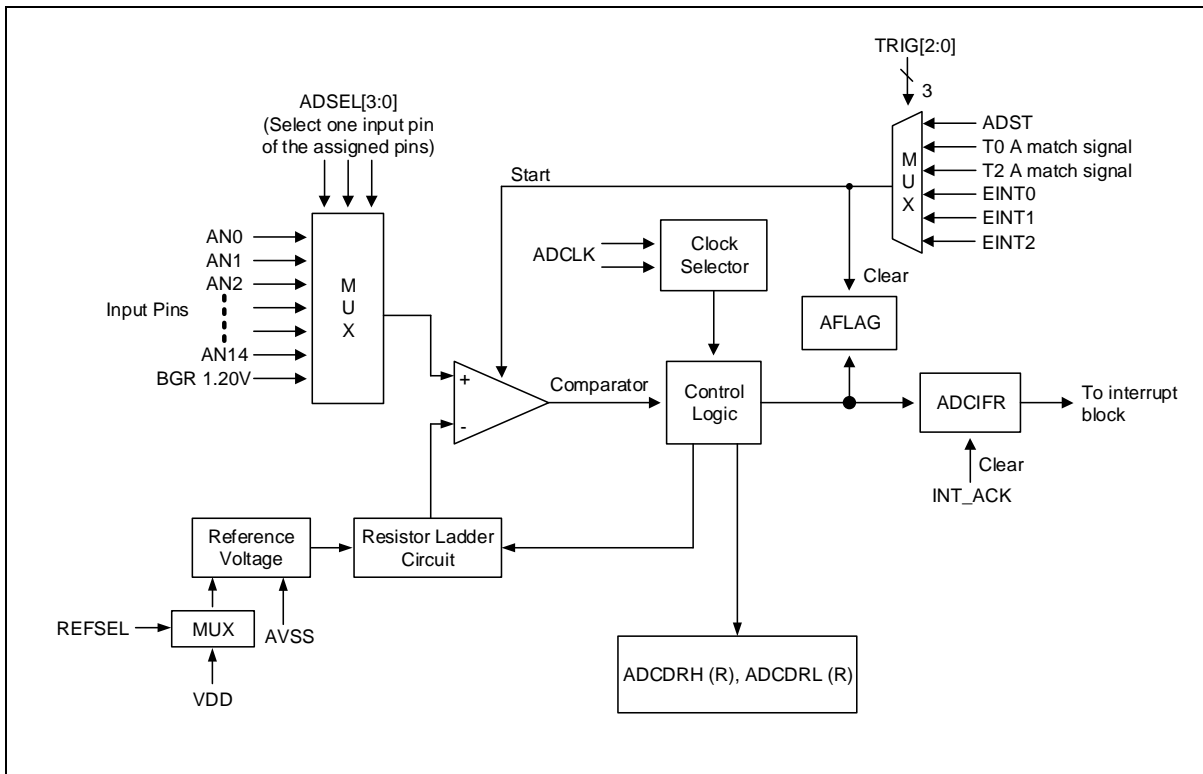 TRIG[2:0]
3
ADSEL[3:0]
(Select one input pin
of the assigned pins)
ADST
T0 A match signal
T2 A match signal
EINT0
EINT1
EINT2
M
U
X
Start
Clear
AN0
AN1
AN2
Input Pins
AN14
BGR 1.20V
M
U
X
ADCLK
Clock
Selector
AFLAG
+
-
Comparator
Control
Logic
ADCIFR
To interrupt
block
Clear
INT_ACK
Reference
Voltage
Resistor Ladder
Circuit
REFSEL
MUX
AVSS
VDD
ADCDRH (R), ADCDRL (R)